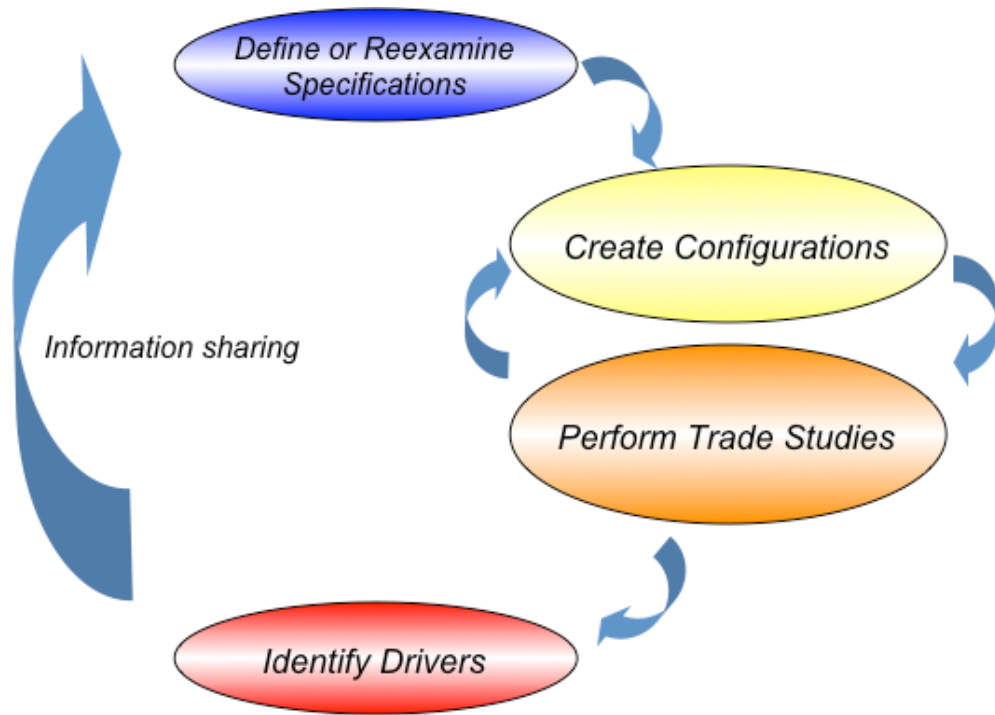 Define or Reexamine
Specifications
Create Configurations
Information sharing
Perform Trade Studies
Identify Drivers